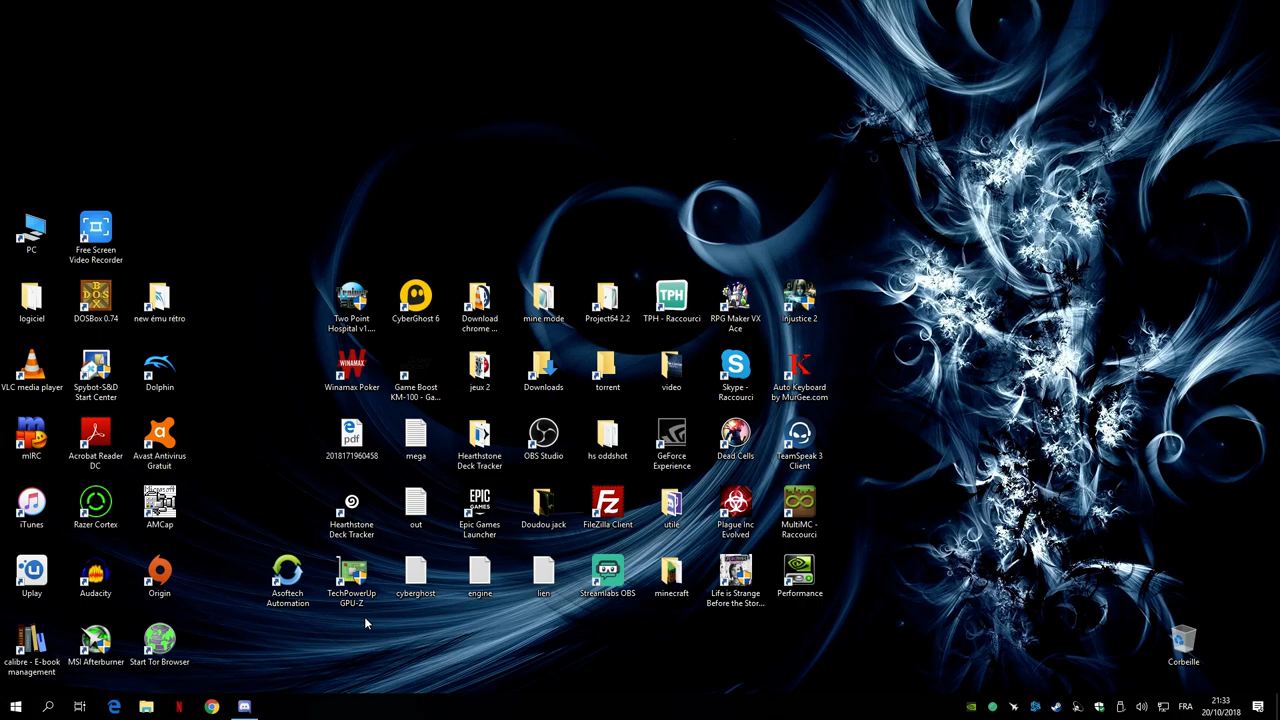 PC
Free Screen
Video Recorder
logiciel
DOSBox 0.74
new ému rétro
Two Point
Hospital v1....
CyberGhost 6
Download
chrome ...
mine mode
Project64 2.2
TPH
TPH - Raccourci
RPG Maker VX
Ace
Injustice 2
VLC media player
Spybot-S&D
Start Center
Dolphin
WINAMAX
Winamax Poker
Game Boost
KM-100 - Ga...
jeux 2
Downloads
torrent
video
Skype -
Raccourci
Auto Keyboard
by MurGee.com
mIRC
Acrobat Reader
DC
Avast Antivirus
Gratuit
pdf
2018171960458
mega
Hearthstone
Deck Tracker
OBS Studio
hs oddshot
GeForce
Experience
Dead Cells
TeamSpeak 3
Client
iTunes
Razer Cortex
Microsoft
AMCap
Hearthstone
Deck Tracker
out
EPIC
GAMES
Epic Games
Launcher
Doudou jack
FileZilla Client
utile
Plague Inc
Evolved
MultiMC -
Raccourci
Uplay
Audacity
Origin
Asoftech
Automation
TechPowerUp
GPU-Z
cyberghost
engine
lien
Streamlabs OBS
minecraft
Life is Strange
Before the Stor...
Performance
calibre - E-book
management
MSI Afterburner
Start Tor Browser
Corbeille
FRA
21:33
20/10/2018